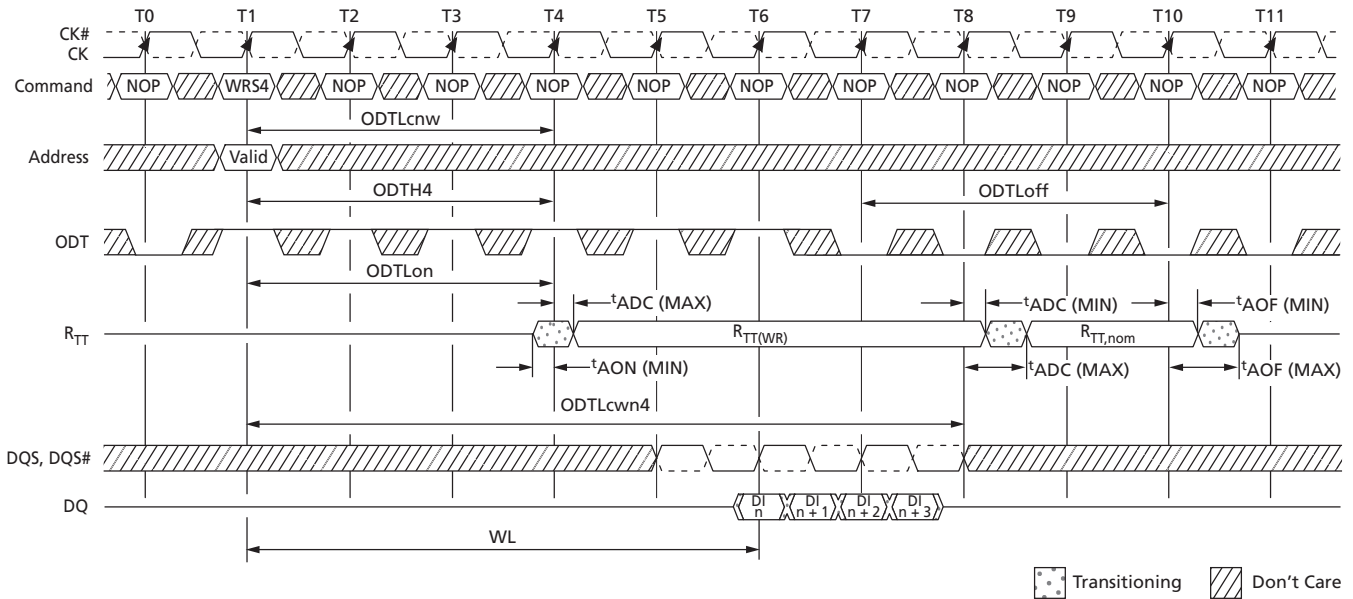 T0 T1 T2 T3 T4 T5 T6 T7 T8 T9 T10 T11
CK#
CK
Command NOP WRS4 NOP NOP NOP NOP NOP NOP NOP NOP NOP NOP
ODTLcnw
Address Valid
ODTH4 ODTLoff
ODT
ODTLon
tADC (MAX) tADC (MIN) tAOF (MIN)
RTT RTT(WR) RTT,nom
tAON (MIN) tADC (MAX) tAOF (MAX)
ODTLcwn4
DQS, DQS#
DQ DI n DI n + 1 DI n + 2 DI n + 3
WL
Transitioning Don't Care